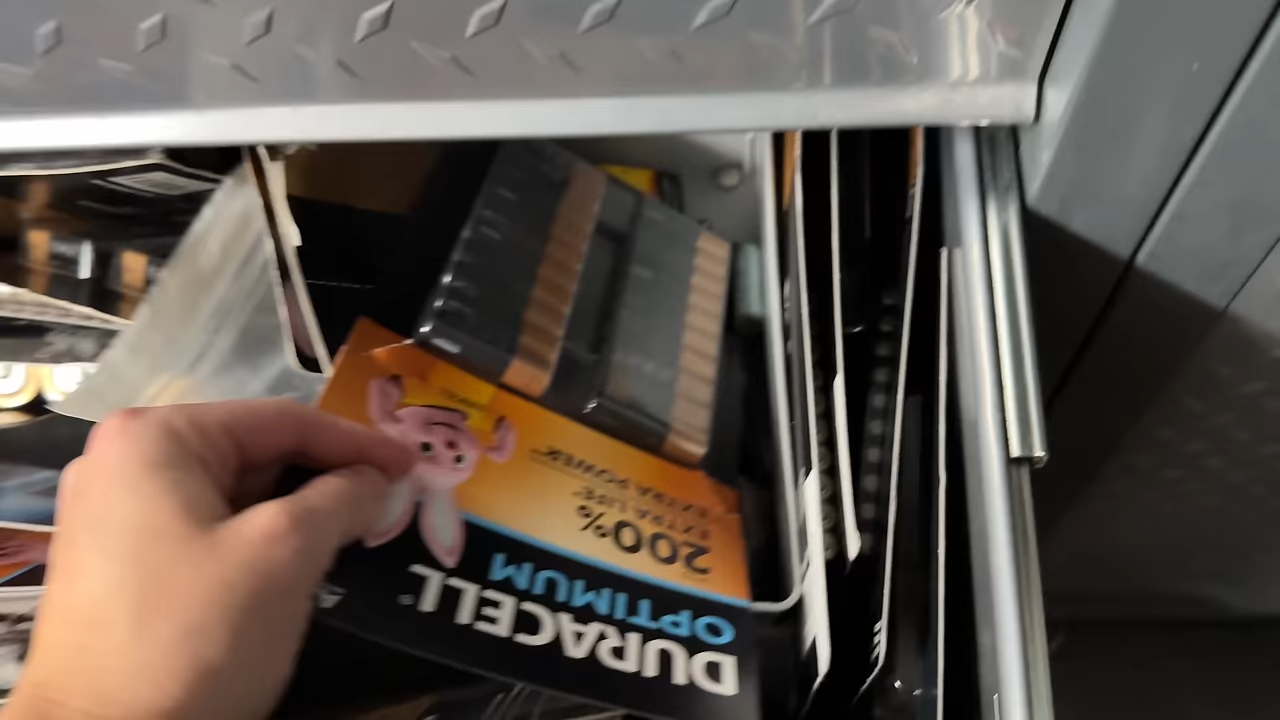 DURACELL
OPTIMUM
200%
EXTRA LIFE*
EXTRA POWER**